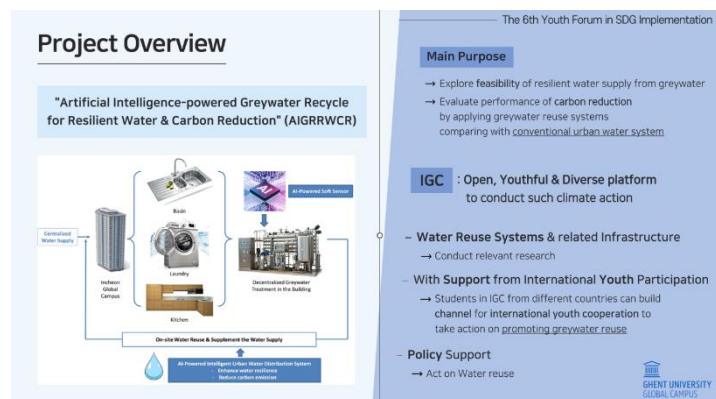 The 6th Youth Forum in SDG Implementation
Project Overview
"Artificial Intelligence-powered Greywater Recycle
for Resilient Water & Carbon Reduction" (AIGRRWCR)
Centralized
Water Supply
Incheon
Global
Campus
Basin
Laundry
Kitchen
AI
AI-Powered Soft Sensor
Decentralized Greywater
Treatment in the Building
On-site Water Reuse & Supplement the Water Supply
AI-Powered Intelligent Urban Water Distribution System
- Enhance water resilience
- Reduce carbon emission
Main Purpose
→ Explore feasibility of resilient water supply from greywater
→ Evaluate performance of carbon reduction
by applying greywater reuse systems
comparing with conventional urban water system
IGC : Open, Youthful & Diverse platform
to conduct such climate action
– Water Reuse Systems & related Infrastructure
→ Conduct relevant research
– With Support from International Youth Participation
→ Students in IGC from different countries can build
channel for international youth cooperation to
take action on promoting greywater reuse
– Policy Support
→ Act on Water reuse
GHENT UNIVERSITY
GLOBAL CAMPUS